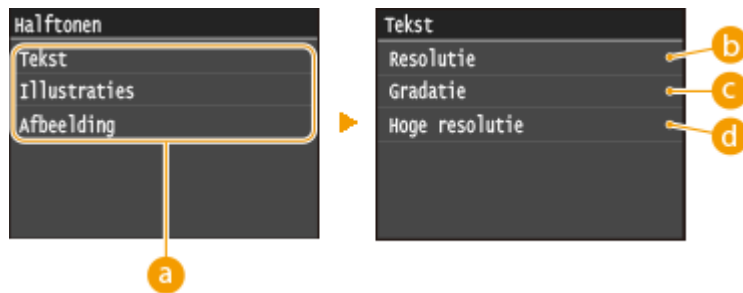 Halftonen
Tekst
Illustraties
Afbeelding
a
Tekst
Resolutie
b
Gradatie
c
Hoge resolutie
d